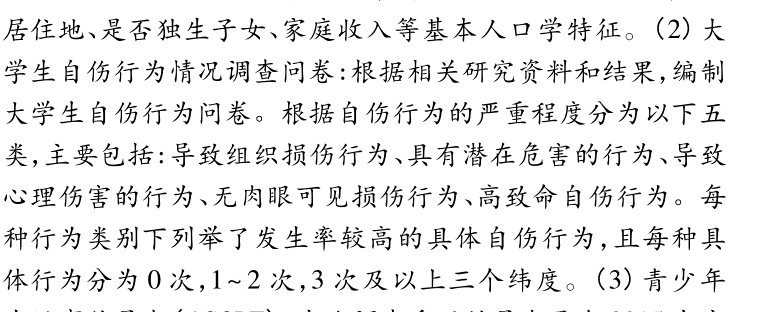 居住地、是否独生子女、家庭收入等基本人口学特征。(2)大
学生自伤行为情况调查问卷:根据相关研究资料和结果,编制
大学生自伤行为问卷。根据自伤行为的严重程度分为以下五
类,主要包括:导致组织损伤行为、具有潜在危害的行为、导致
心理伤害的行为、无肉眼可见损伤行为、高致命自伤行为。每
种行为类别下列举了发生率较高的具体自伤行为,且每种具
体行为分为0次,1~2次,3次及以上三个纬度。(3)青少年